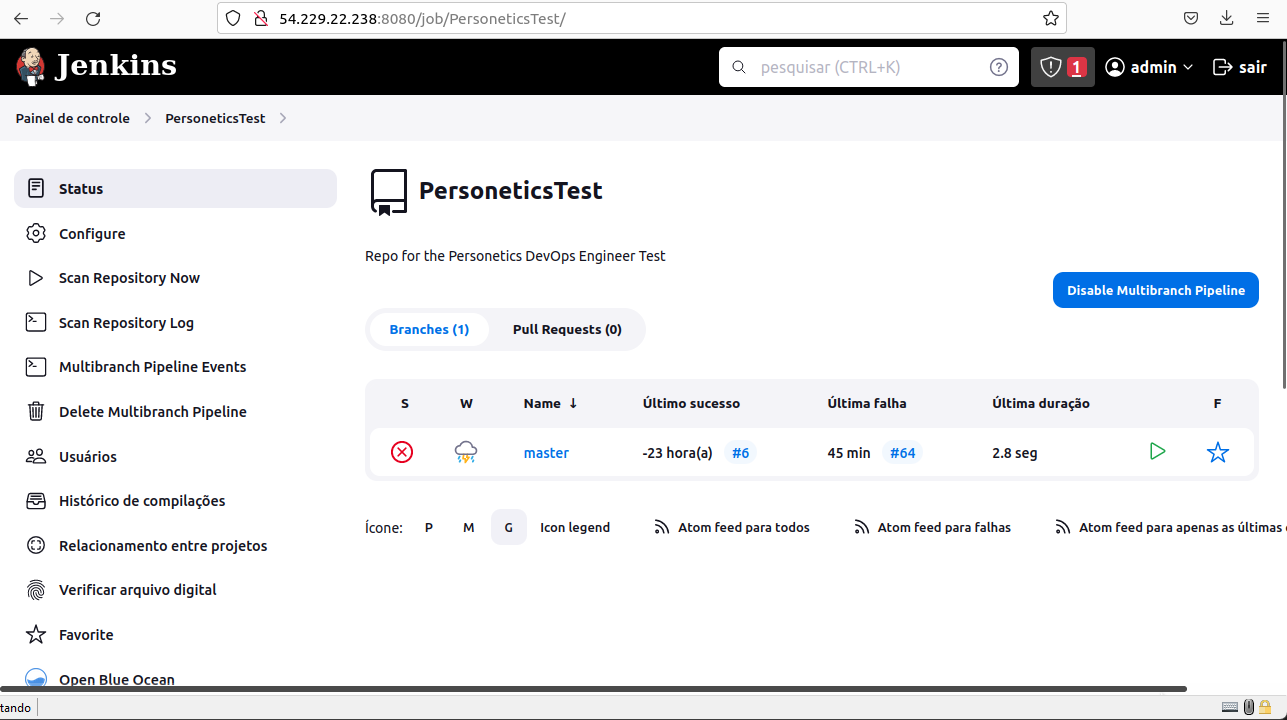 54.229.22.238:8080/job/PersoneticsTest/
Jenkins
pesquisar (CTRL+K)
1
admin
sair
Painel de controle
PersoneticsTest
Status
Configure
Scan Repository Now
Scan Repository Log
Multibranch Pipeline Events
Delete Multibranch Pipeline
Usuários
Histórico de compilações
Relacionamento entre projetos
Verificar arquivo digital
Favorite
Open Blue Ocean
PersoneticsTest
Repo for the Personetics DevOps Engineer Test
Disable Multibranch Pipeline
Branches (1) Pull Requests (0)
S W Name ↓ Último sucesso Última falha Última duração F
master -23 hora(a) #6 45 min #64 2.8 seg
Ícone: P M G Icon legend Atom feed para todos Atom feed para falhas Atom feed para apenas as últimas
tando